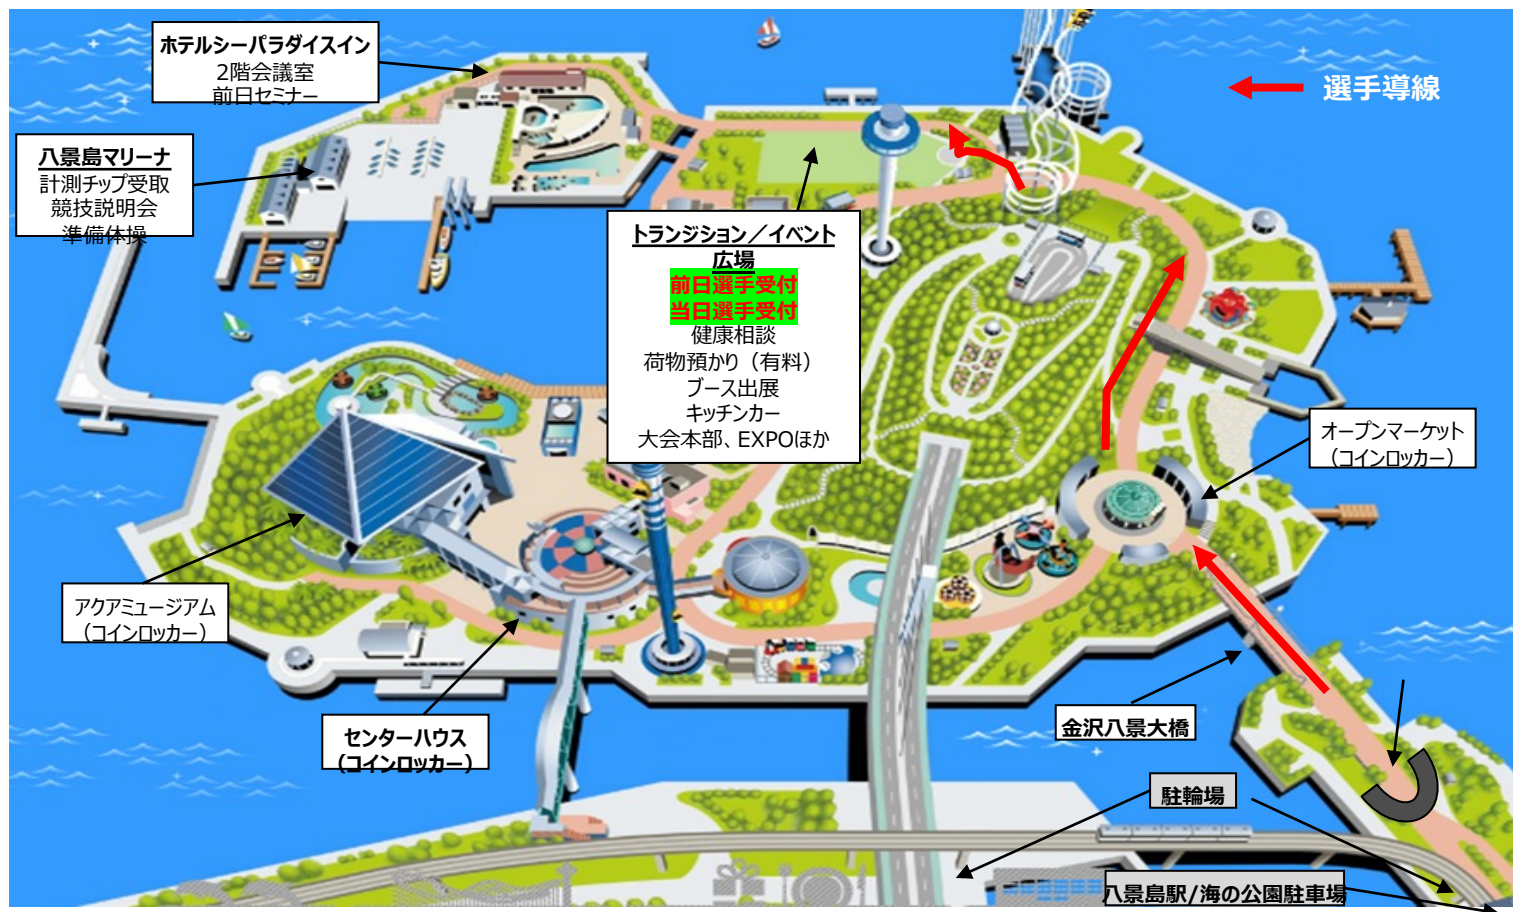 ホテルシーパラダイスイン
2階会議室
前日セミナー
選手導線
八景島マリーナ
計測チップ受取
競技説明会
準備体操
トランジション／イベント
広場
前日選手受付
当日選手受付
健康相談
荷物預かり（有料）
ブース出展
キッチンカー
大会本部、EXPOほか
オープンマーケット
（コインロッカー）
アクアミュージアム
（コインロッカー）
センターハウス
（コインロッカー）
金沢八景大橋
駐輪場
八景島駅/海の公園駐車場